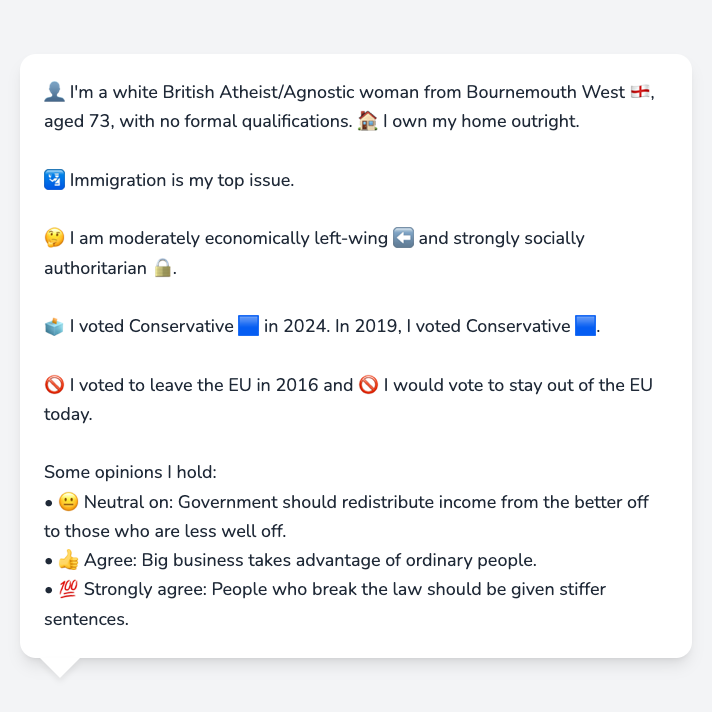 👤 I'm a white British Atheist/Agnostic woman from Bournemouth West 🏴󠁧󠁢󠁥󠁮󠁧󠁿,
aged 73, with no formal qualifications. 🏠 I own my home outright.
🛂 Immigration is my top issue.
🤔 I am moderately economically left-wing ⬅️ and strongly socially
authoritarian 🔒.
🗳️ I voted Conservative 🟦 in 2024. In 2019, I voted Conservative 🟦.
🚫 I voted to leave the EU in 2016 and 🚫 I would vote to stay out of the EU
today.
Some opinions I hold:
• 😐 Neutral on: Government should redistribute income from the better off
to those who are less well off.
• 👍 Agree: Big business takes advantage of ordinary people.
• 💯 Strongly agree: People who break the law should be given stiffer
sentences.